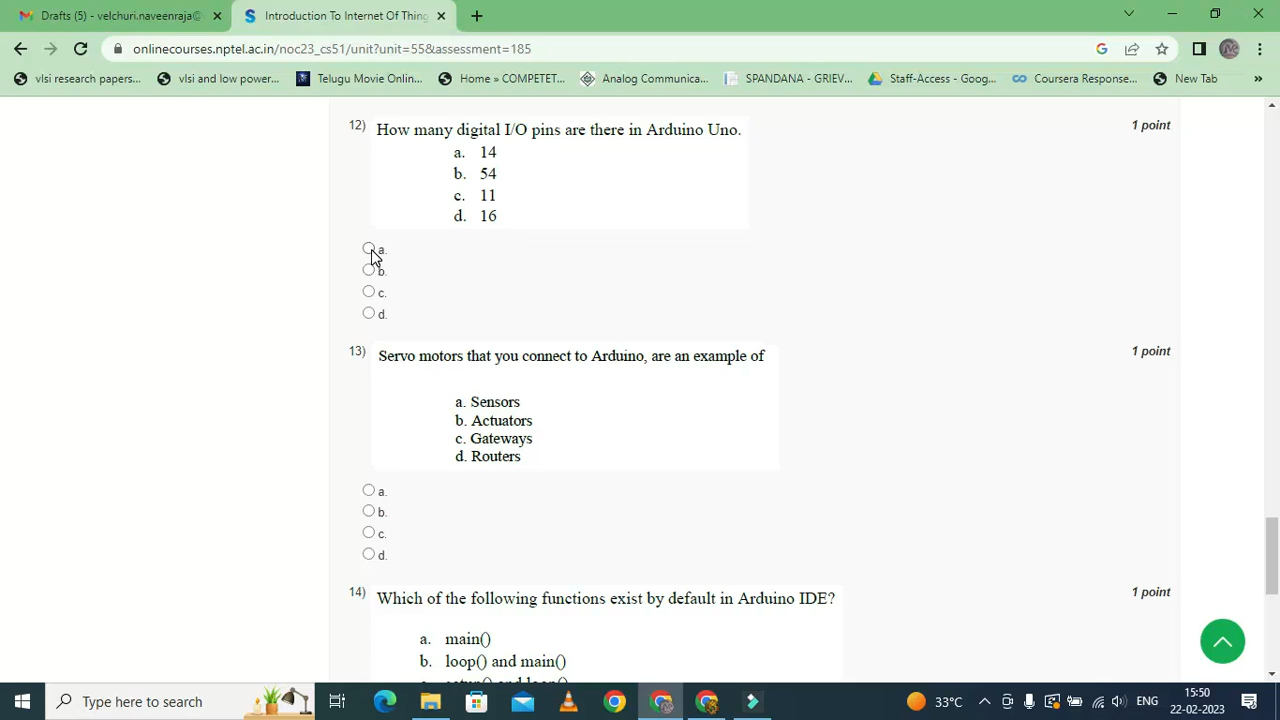 Drafts (5) - velchuri.naveenraja@
Introduction To Internet Of Thing
onlinecourses.nptel.ac.in/noc23_cs51/unit?unit=55&assessment=185
vlsi research papers...
vlsi and low power...
Telugu Movie Online...
Home » COMPETET...
Analog Communica...
SPANDANA - GRIEV...
Staff-Access - Goog...
Coursera Response...
New Tab
12) How many digital I/O pins are there in Arduino Uno. 1 point
a. 14
b. 54
c. 11
d. 16
a.
b.
c.
d.
13) Servo motors that you connect to Arduino, are an example of 1 point
a. Sensors
b. Actuators
c. Gateways
d. Routers
a.
b.
c.
d.
14) Which of the following functions exist by default in Arduino IDE? 1 point
a. main()
b. loop() and main()
c. setup() and loop()
Type here to search
33°C
ENG
15:50
22-02-2023